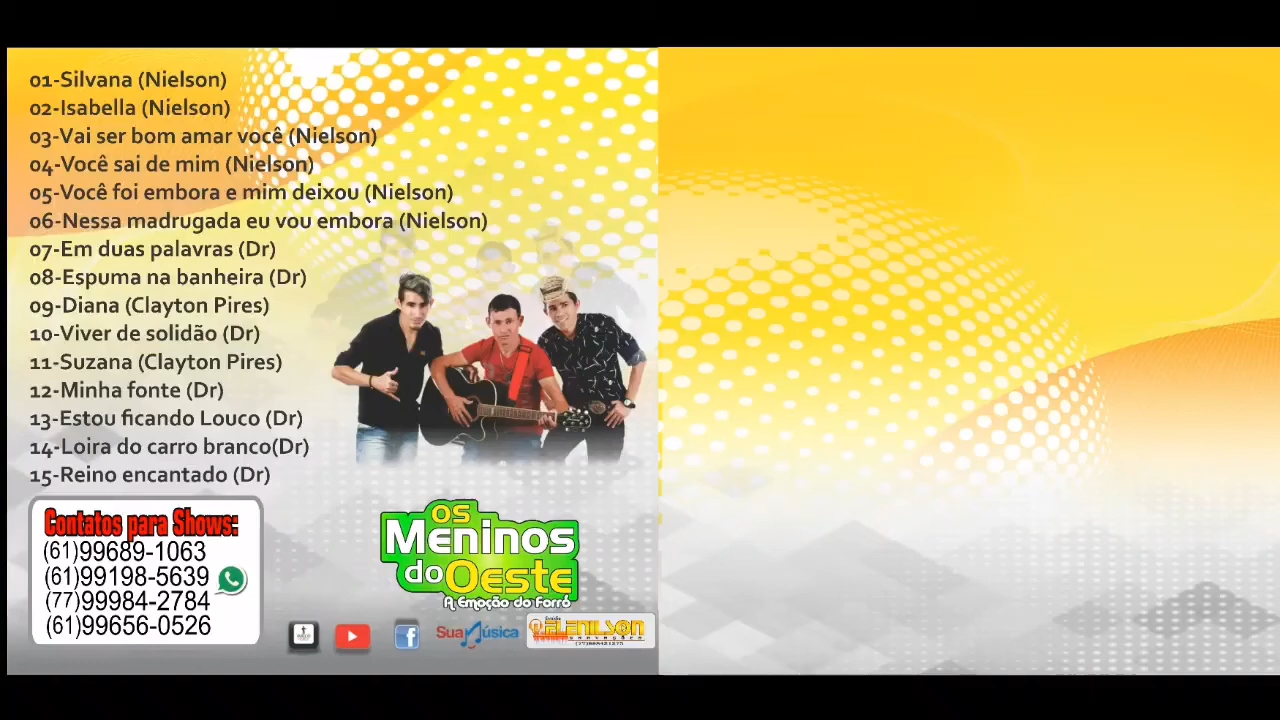 01-Silvana (Nielson)
02-Isabella (Nielson)
03-Vai ser bom amar você (Nielson)
04-Você sai de mim (Nielson)
05-Você foi embora e mim deixou (Nielson)
06-Nessa madrugada eu vou embora (Nielson)
07-Em duas palavras (Dr)
08-Espuma na banheira (Dr)
09-Diana (Clayton Pires)
10-Viver de solidão (Dr)
11-Suzana (Clayton Pires)
12-Minha fonte (Dr)
13-Estou ficando Louco (Dr)
14-Loira do carro branco(Dr)
15-Reino encantado (Dr)
Contatos para Shows:
(61)99689-1063
(61)99198-5639
(77)99984-2784
(61)99656-0526
OS
Meninos
do Oeste
A Emoção do Forró
Sua Música
ELENILSON